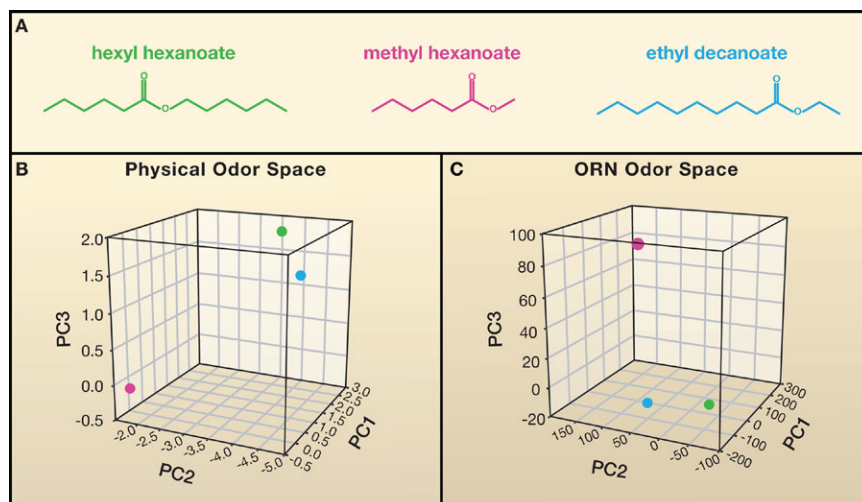 A
hexyl hexanoate
methyl hexanoate
ethyl decanoate
O
O
O
O
O
O
B
Physical Odor Space
2.0
1.5
1.0
0.5
0.0
-0.5
PC3
-2.0
-2.5
-3.0
-3.5
-4.0
-4.5
-5.0
PC2
3.0
2.5
2.0
1.5
1.0
0.5
0.0
-0.5
PC1
C
ORN Odor Space
100
80
60
40
20
0
-20
PC3
150
100
50
0
-50
-100
PC2
300
200
100
0
-100
-200
PC1